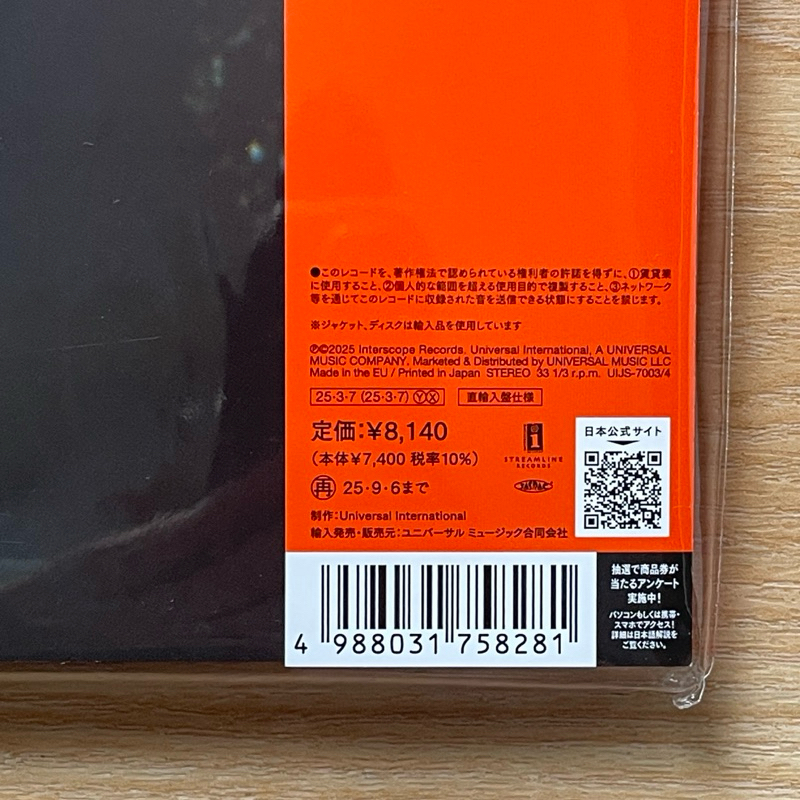 ●このレコードを、著作権法で認められている権利者の許諾を得ずに、①賃貸業
に使用すること、②個人的な範囲を超える使用目的で複製すること、③ネットワーク
等を通じてこのレコードに収録された音を送信できる状態にすることを禁じます。
※ジャケット、ディスクは輸入品を使用しています
Ⓟ©2025 Interscope Records. Universal International, A UNIVERSAL
MUSIC COMPANY. Marketed & Distributed by UNIVERSAL MUSIC LLC
Made in the EU / Printed in Japan STEREO 33 1/3 r.p.m. UIJS-7003/4
25·3·7 (25·3·7) ⓎⓍ 直輸入盤仕様
定価:¥8,140
(本体¥7,400 税率10%)
再 25·9·6まで
制作:Universal International
輸入発売・販売元:ユニバーサル ミュージック合同会社
i
STREAMLINE
RECORDS
日本公式サイト
4 988031 758281
抽選で商品券が
当たるアンケート
実施中!
パソコンもしくは携帯・
スマホでアクセス!
詳細は日本語解説を
ご覧ください。